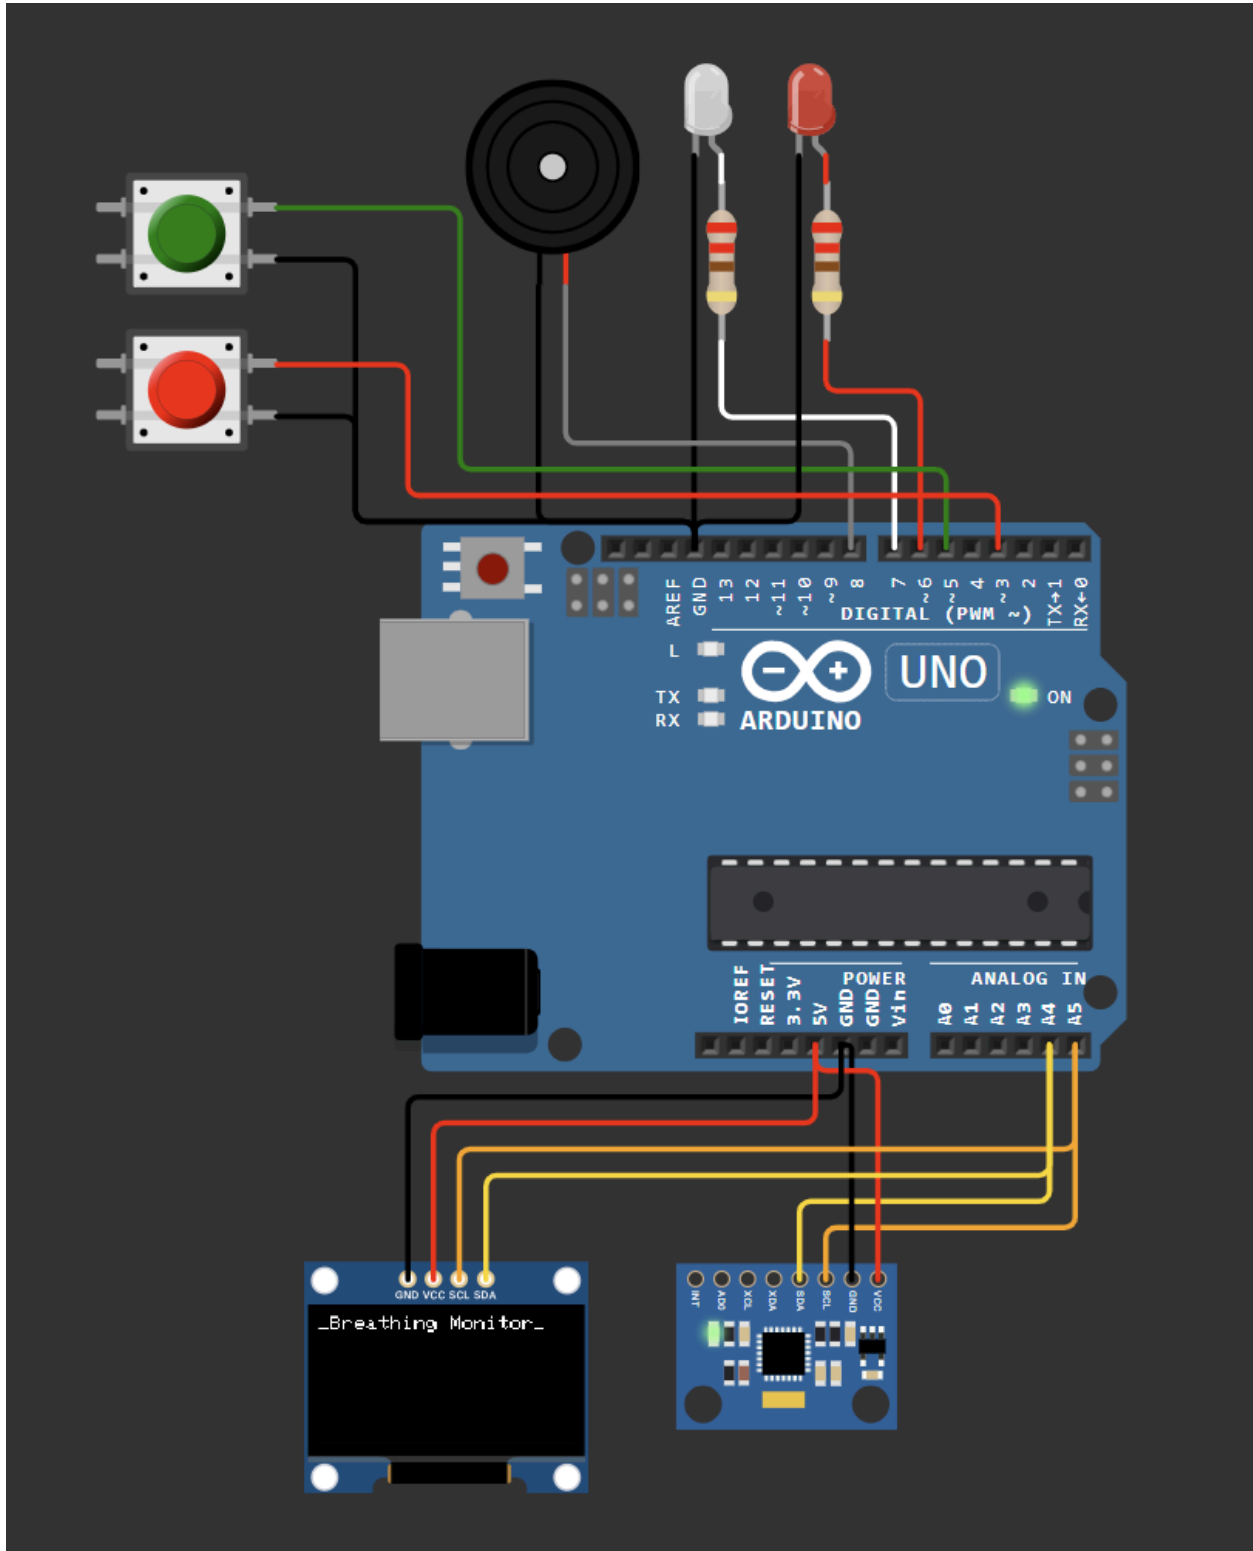 AREF
GND
13
12
~11
~10
~9
8
7
~6
~5
4
~3
2
TX→1
RX←0
DIGITAL (PWM ~)
L
TX
RX
ARDUINO
UNO
ON
POWER
ANALOG IN
IOREF
RESET
3.3V
5V
GND
GND
Vin
A0
A1
A2
A3
A4
A5
GND VCC SCL SDA
_Breathing Monitor_
INT
AD0
XCL
XDA
SDA
SCL
GND
VCC